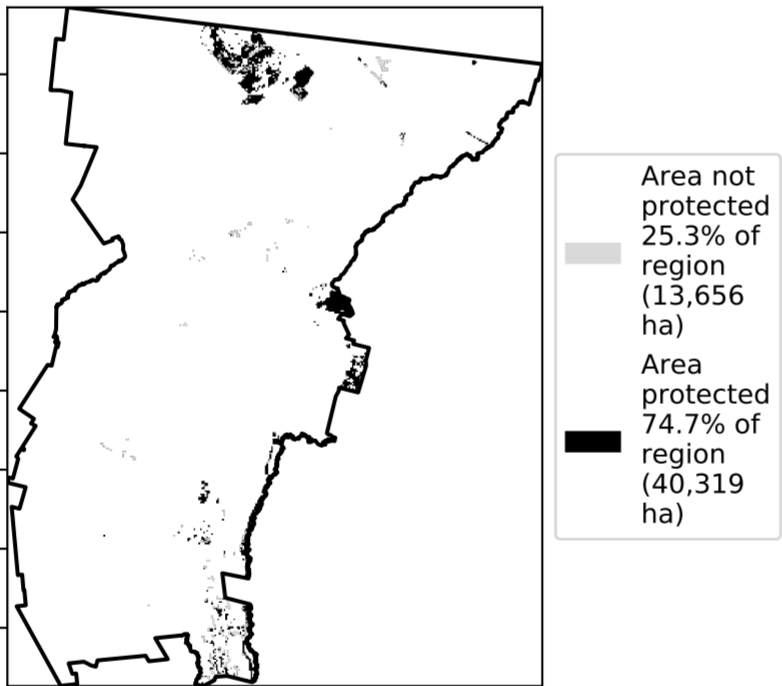 Area not
protected
25.3% of
region
(13,656
ha)
Area
protected
74.7% of
region
(40,319
ha)